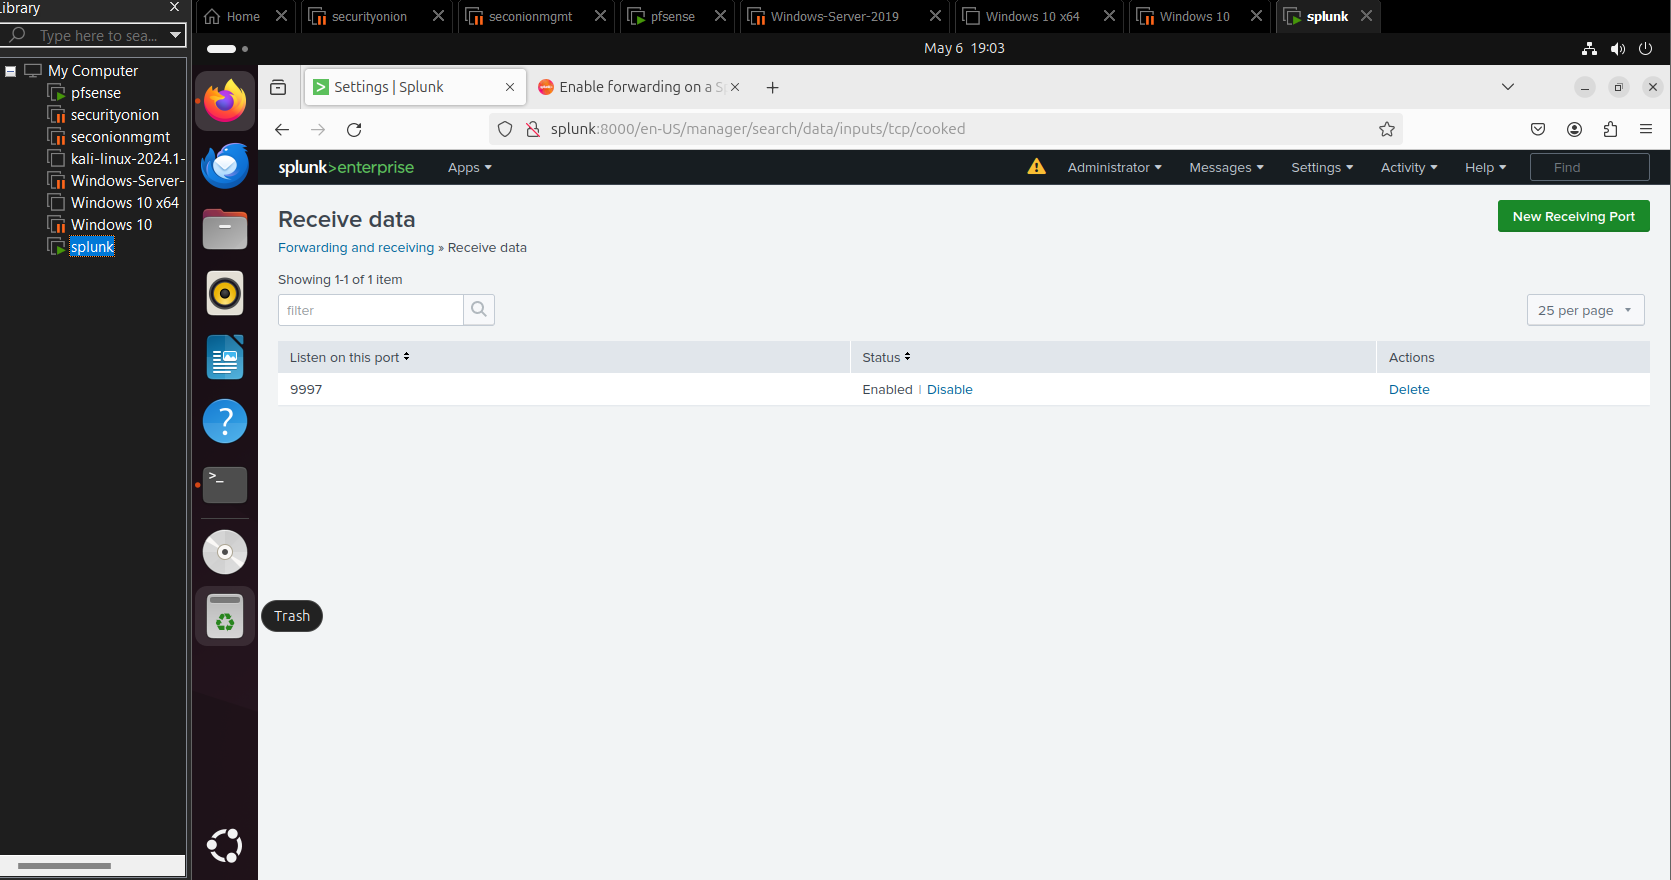 Library X
Type here to sea...
My Computer
pfsense
securityonion
seconionmgmt
kali-linux-2024.1-
Windows-Server-
Windows 10 x64
Windows 10
splunk
Home securityonion seconionmgmt pfsense Windows-Server-2019 Windows 10 x64 Windows 10 splunk
May 6 19:03
Settings | Splunk Enable forwarding on a S
splunk:8000/en-US/manager/search/data/inputs/tcp/cooked
splunk>enterprise Apps Administrator Messages Settings Activity Help Find
Receive data
New Receiving Port
Forwarding and receiving » Receive data
Showing 1-1 of 1 item
filter
25 per page
Listen on this port Status Actions
9997 Enabled | Disable Delete
Trash